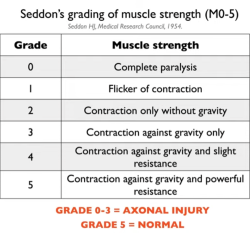 Seddon's grading of muscle strength (M0-5)
Seddon HJ, Medical Research Council, 1954.
Grade Muscle strength
0 Complete paralysis
1 Flicker of contraction
2 Contraction only without gravity
3 Contraction against gravity only
4 Contraction against gravity and slight
resistance
5 Contraction against gravity and powerful
resistance
GRADE 0-3 = AXONAL INJURY
GRADE 5 = NORMAL